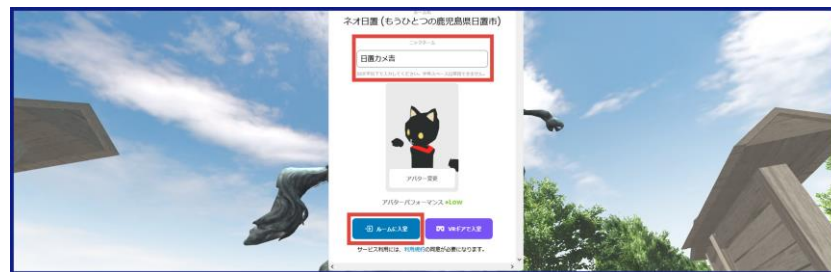 ネオ日置 (もうひとつの鹿児島県日置市)
ニックネーム
日置カメ吉
アバター変更
アバターパフォーマンス +LOW
ルームに入室
VRギアで入室
サービス利用には、利用規約の同意が必要になります。